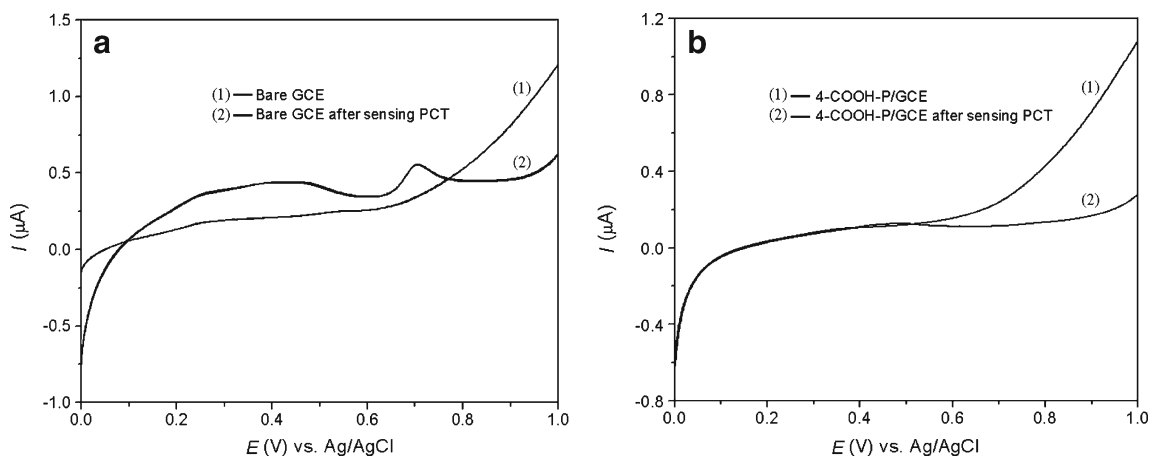 a
(1) Bare GCE
(2) Bare GCE after sensing PCT
(1)
(2)
1.5
1.0
0.5
0.0
-0.5
-1.0
I (μA)
0.0 0.2 0.4 0.6 0.8 1.0
E (V) vs. Ag/AgCl
b
(1) 4-COOH-P/GCE
(2) 4-COOH-P/GCE after sensing PCT
(1)
(2)
1.2
0.8
0.4
0.0
-0.4
-0.8
I (μA)
0.0 0.2 0.4 0.6 0.8 1.0
E (V) vs. Ag/AgCl